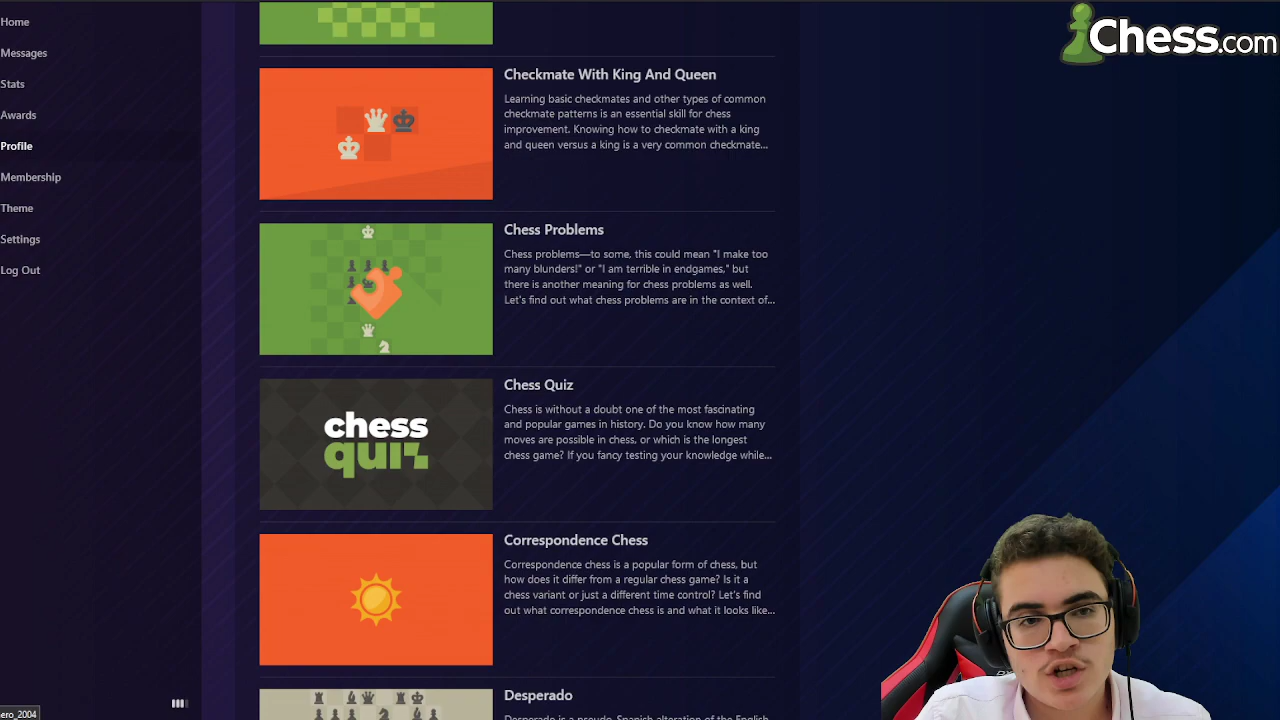 Home
Messages
Stats
Awards
Profile
Membership
Theme
Settings
Log Out
ero_2004
Chess.com
Checkmate With King And Queen
Learning basic checkmates and other types of common
checkmate patterns is an essential skill for chess
improvement. Knowing how to checkmate with a king
and queen versus a king is a very common checkmate...
Chess Problems
Chess problems—to some, this could mean "I make too
many blunders!" or "I am terrible in endgames," but
there is another meaning for chess problems as well.
Let's find out what chess problems are in the context of...
chess
quiz
Chess Quiz
Chess is without a doubt one of the most fascinating
and popular games in history. Do you know how many
moves are possible in chess, or which is the longest
chess game? If you fancy testing your knowledge while...
Correspondence Chess
Correspondence chess is a popular form of chess, but
how does it differ from a regular chess game? Is it a
chess variant or just a different time control? Let's find
out what correspondence chess is and what it looks like...
Desperado
Desperado is a pseudo-Spanish alteration of the English